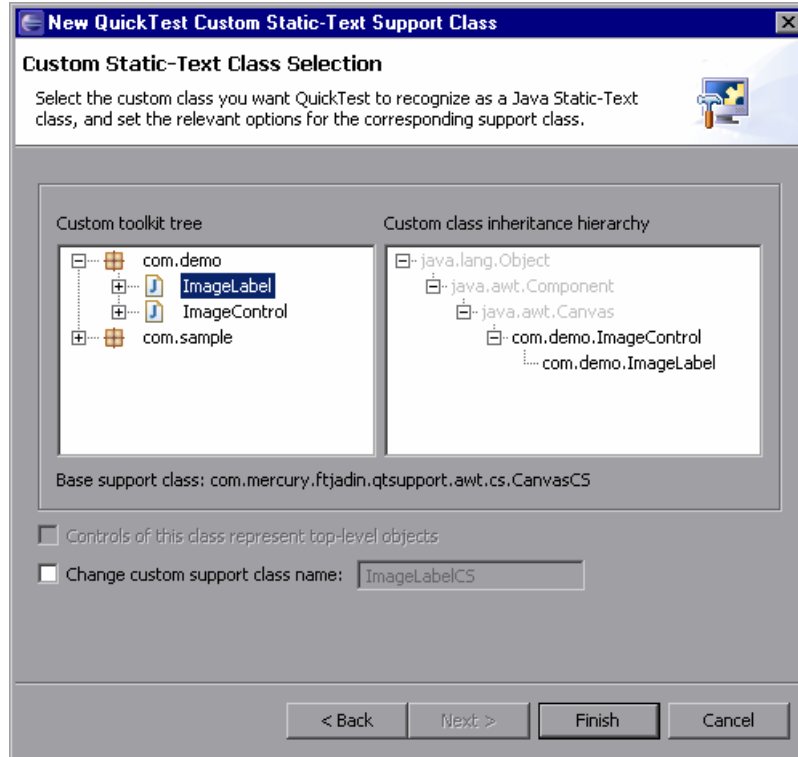 New QuickTest Custom Static-Text Support Class
Custom Static-Text Class Selection
Select the custom class you want QuickTest to recognize as a Java Static-Text
class, and set the relevant options for the corresponding support class.
Custom toolkit tree
com.demo
ImageLabel
ImageControl
com.sample
Custom class inheritance hierarchy
java.lang.Object
java.awt.Component
java.awt.Canvas
com.demo.ImageControl
com.demo.ImageLabel
Base support class: com.mercury.ftjadin.qtsupport.awt.cs.CanvasCS
Controls of this class represent top-level objects
Change custom support class name: ImageLabelCS
< Back Next > Finish Cancel